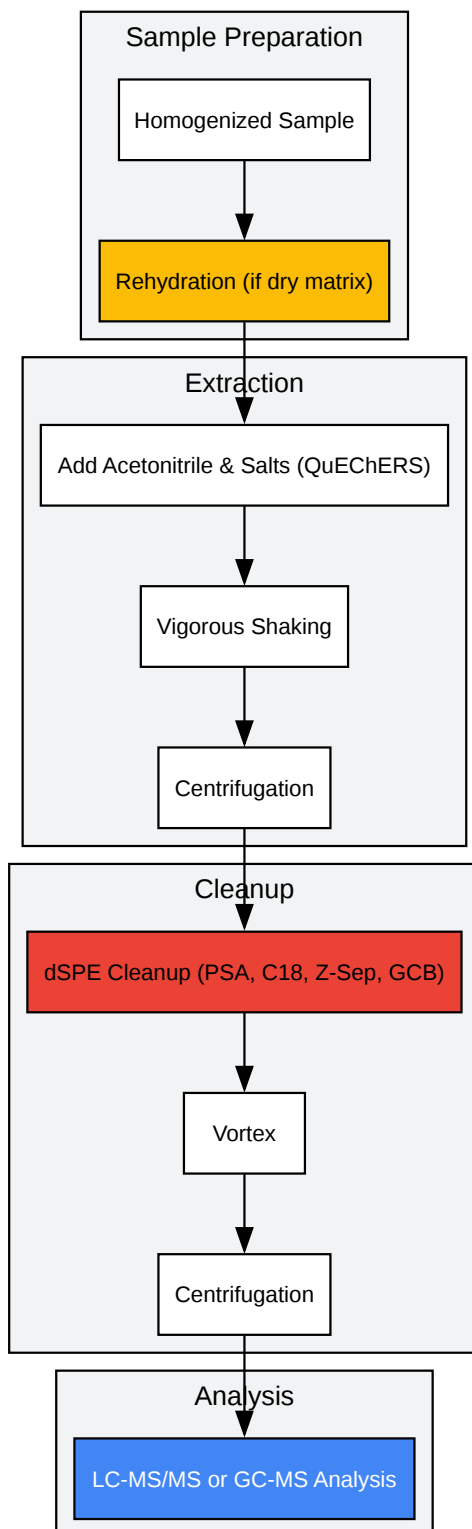 Sample Preparation
Homogenized Sample
Rehydration (if dry matrix)
Extraction
Add Acetonitrile & Salts (QuEChERS)
Vigorous Shaking
Centrifugation
Cleanup
dSPE Cleanup (PSA, C18, Z-Sep, GCB)
Vortex
Centrifugation
Analysis
LC-MS/MS or GC-MS Analysis